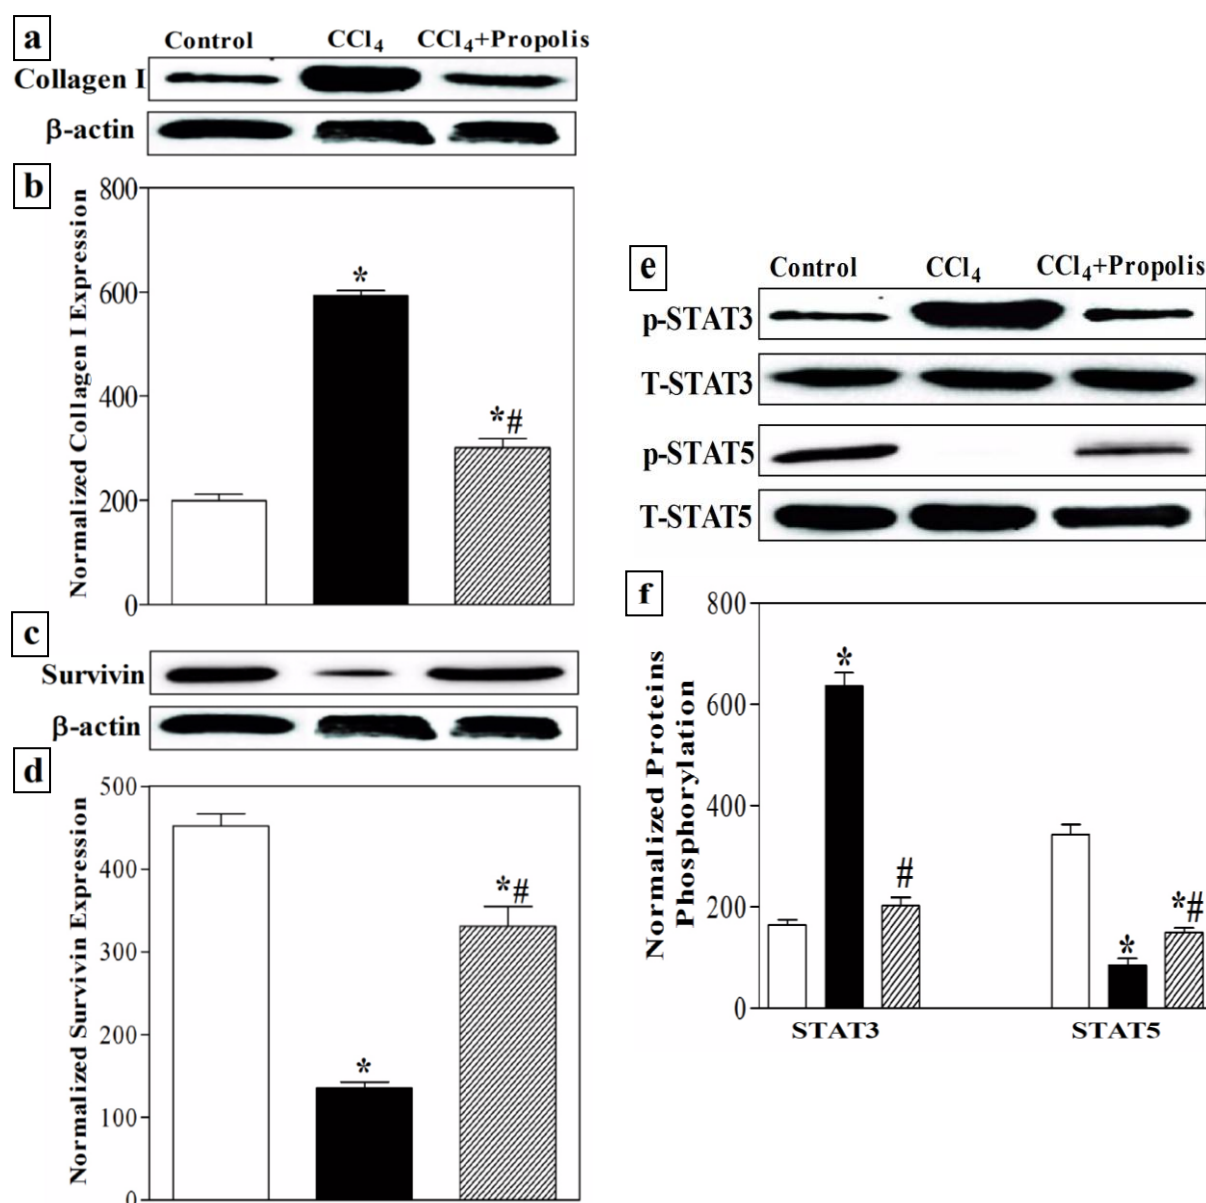 a
Control CCl4 CCl4+Propolis
Collagen I
β-actin
b
Normalized Collagen I Expression
800
600
400
200
0
*
*#
c
Survivin
β-actin
d
Normalized Survivin Expression
500
400
300
200
100
0
*
*#
e
Control CCl4 CCl4+Propolis
p-STAT3
T-STAT3
p-STAT5
T-STAT5
f
Normalized Proteins
Phosphorylation
800
600
400
200
0
*
#
*
*#
STAT3 STAT5